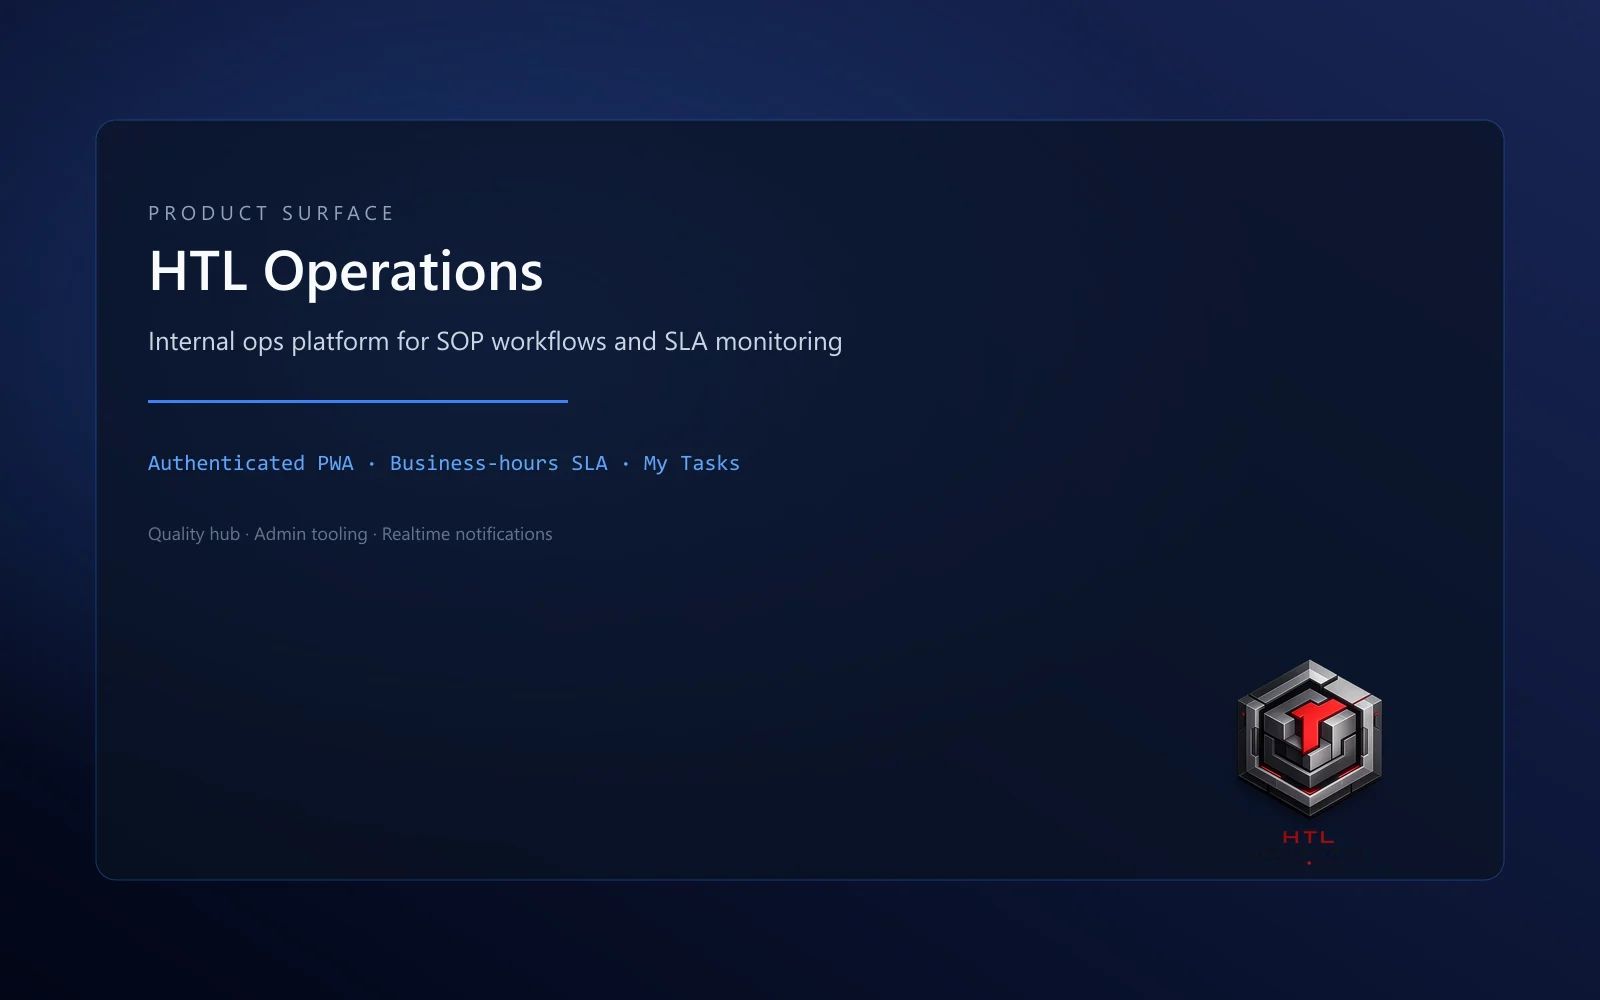 PRODUCT SURFACE
HTL Operations
Internal ops platform for SOP workflows and SLA monitoring
Authenticated PWA · Business-hours SLA · My Tasks
Quality hub · Admin tooling · Realtime notifications
HTL